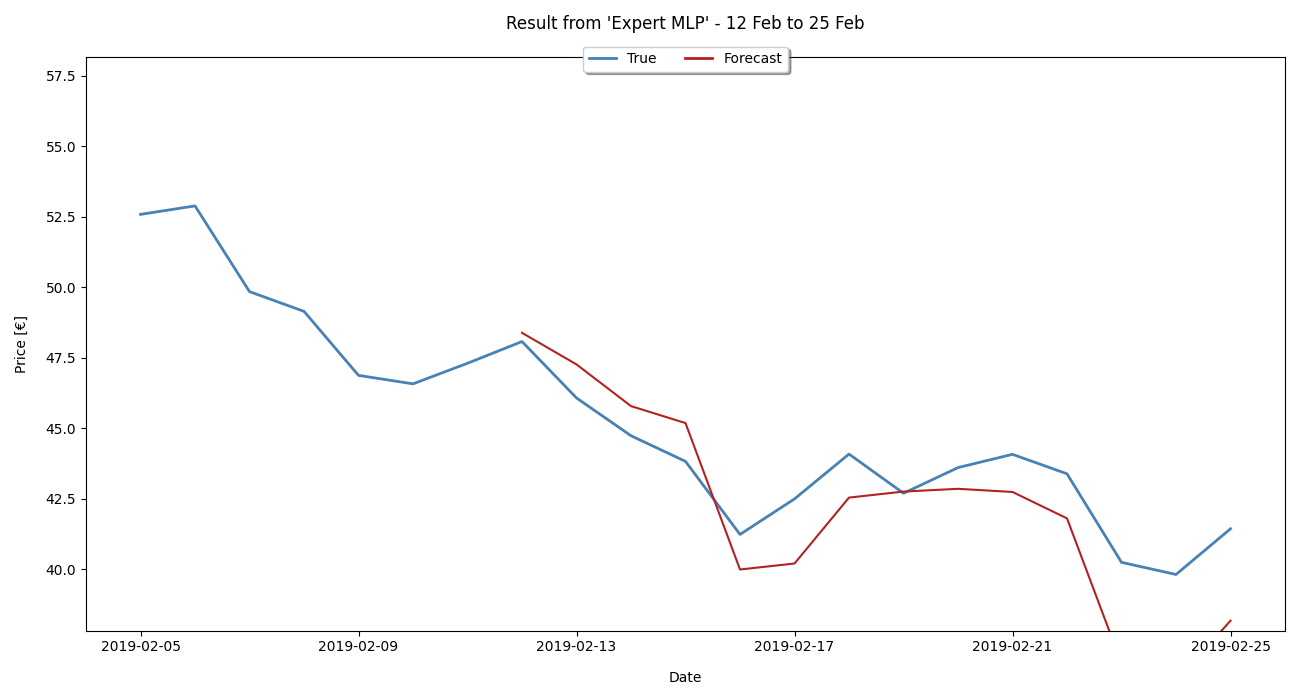 Result from 'Expert MLP' - 12 Feb to 25 Feb
True
Forecast
57.5
55.0
52.5
50.0
47.5
45.0
42.5
40.0
Price [€]
2019-02-05
2019-02-09
2019-02-13
2019-02-17
2019-02-21
2019-02-25
Date